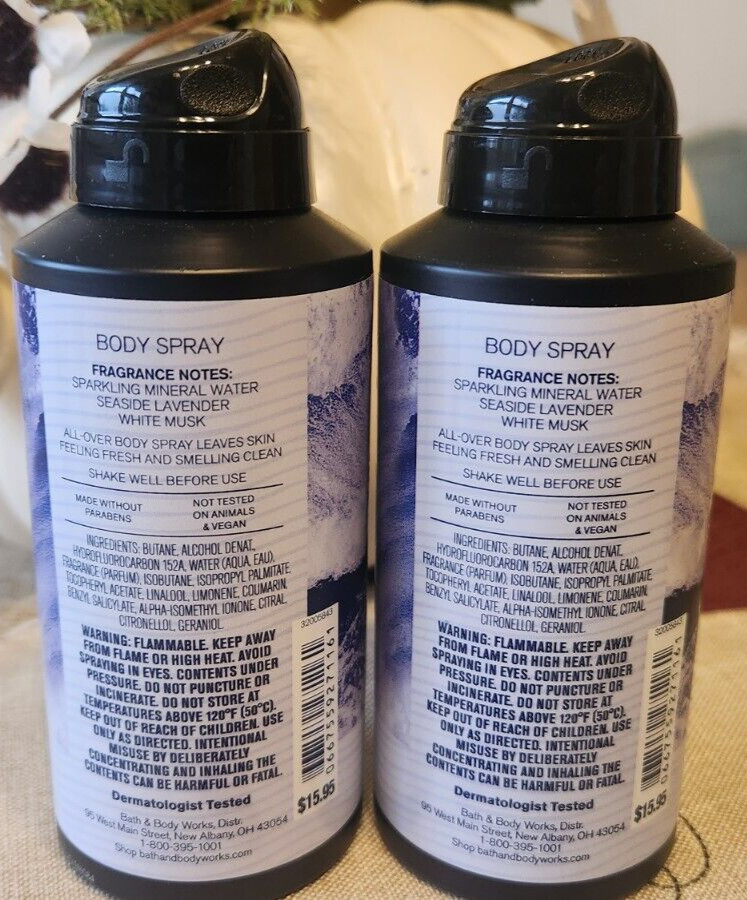 BODY SPRAY
FRAGRANCE NOTES:
SPARKLING MINERAL WATER
SEASIDE LAVENDER
WHITE MUSK
ALL-OVER BODY SPRAY LEAVES SKIN
FEELING FRESH AND SMELLING CLEAN
SHAKE WELL BEFORE USE
MADE WITHOUT
PARABENS
NOT TESTED
ON ANIMALS
& VEGAN
INGREDIENTS: BUTANE, ALCOHOL DENAT.,
HYDROFLUOROCARBON 152A, WATER (AQUA, EAU),
FRAGRANCE (PARFUM), ISOBUTANE, ISOPROPYL PALMITATE,
TOCOPHERYL ACETATE, LINALOOL, LIMONENE, COUMARIN,
BENZYL SALICYLATE, ALPHA-ISOMETHYL IONONE, CITRAL,
CITRONELLOL, GERANIOL.
WARNING: FLAMMABLE. KEEP AWAY
FROM FLAME OR HIGH HEAT. AVOID
SPRAYING IN EYES. CONTENTS UNDER
PRESSURE. DO NOT PUNCTURE OR
INCINERATE. DO NOT STORE AT
TEMPERATURES ABOVE 120°F (50°C).
KEEP OUT OF REACH OF CHILDREN. USE
ONLY AS DIRECTED. INTENTIONAL
MISUSE BY DELIBERATELY
CONCENTRATING AND INHALING THE
CONTENTS CAN BE HARMFUL OR FATAL.
Dermatologist Tested
Bath & Body Works, Distr.
95 West Main Street, New Albany, OH 43054
1-800-395-1001
Shop bathandbodyworks.com
32005943
0667559271161
$15.95
BODY SPRAY
FRAGRANCE NOTES:
SPARKLING MINERAL WATER
SEASIDE LAVENDER
WHITE MUSK
ALL-OVER BODY SPRAY LEAVES SKIN
FEELING FRESH AND SMELLING CLEAN
SHAKE WELL BEFORE USE
MADE WITHOUT
PARABENS
NOT TESTED
ON ANIMALS
& VEGAN
INGREDIENTS: BUTANE, ALCOHOL DENAT.,
HYDROFLUOROCARBON 152A, WATER (AQUA, EAU),
FRAGRANCE (PARFUM), ISOBUTANE, ISOPROPYL PALMITATE,
TOCOPHERYL ACETATE, LINALOOL, LIMONENE, COUMARIN,
BENZYL SALICYLATE, ALPHA-ISOMETHYL IONONE, CITRAL,
CITRONELLOL, GERANIOL.
WARNING: FLAMMABLE. KEEP AWAY
FROM FLAME OR HIGH HEAT. AVOID
SPRAYING IN EYES. CONTENTS UNDER
PRESSURE. DO NOT PUNCTURE OR
INCINERATE. DO NOT STORE AT
TEMPERATURES ABOVE 120°F (50°C).
KEEP OUT OF REACH OF CHILDREN. USE
ONLY AS DIRECTED. INTENTIONAL
MISUSE BY DELIBERATELY
CONCENTRATING AND INHALING THE
CONTENTS CAN BE HARMFUL OR FATAL.
Dermatologist Tested
Bath & Body Works, Distr.
95 West Main Street, New Albany, OH 43054
1-800-395-1001
Shop bathandbodyworks.com
32005943
0667559271161
$15.95